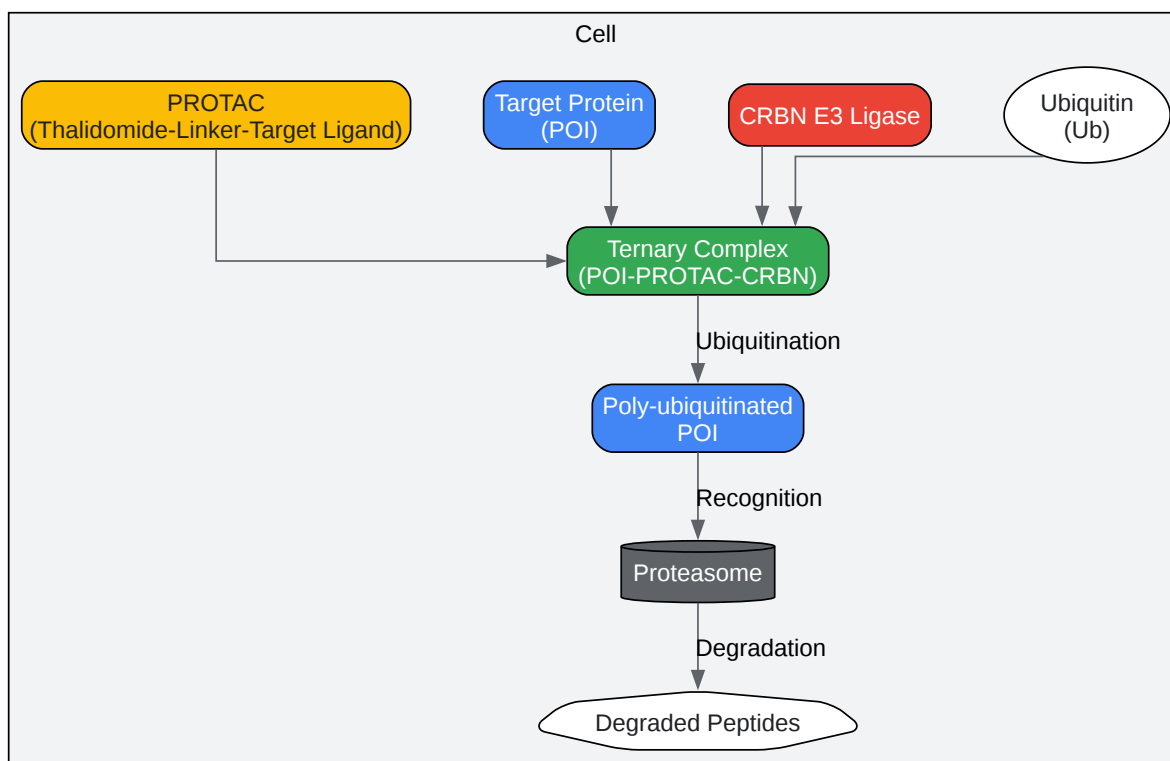 Cell
PROTAC
(Thalidomide-Linker-Target Ligand)
Target Protein
(POI)
CRBN E3 Ligase
Ubiquitin
(Ub)
Ternary Complex
(POI-PROTAC-CRBN)
Ubiquitination
Poly-ubiquitinated
POI
Recognition
Proteasome
Degradation
Degraded Peptides